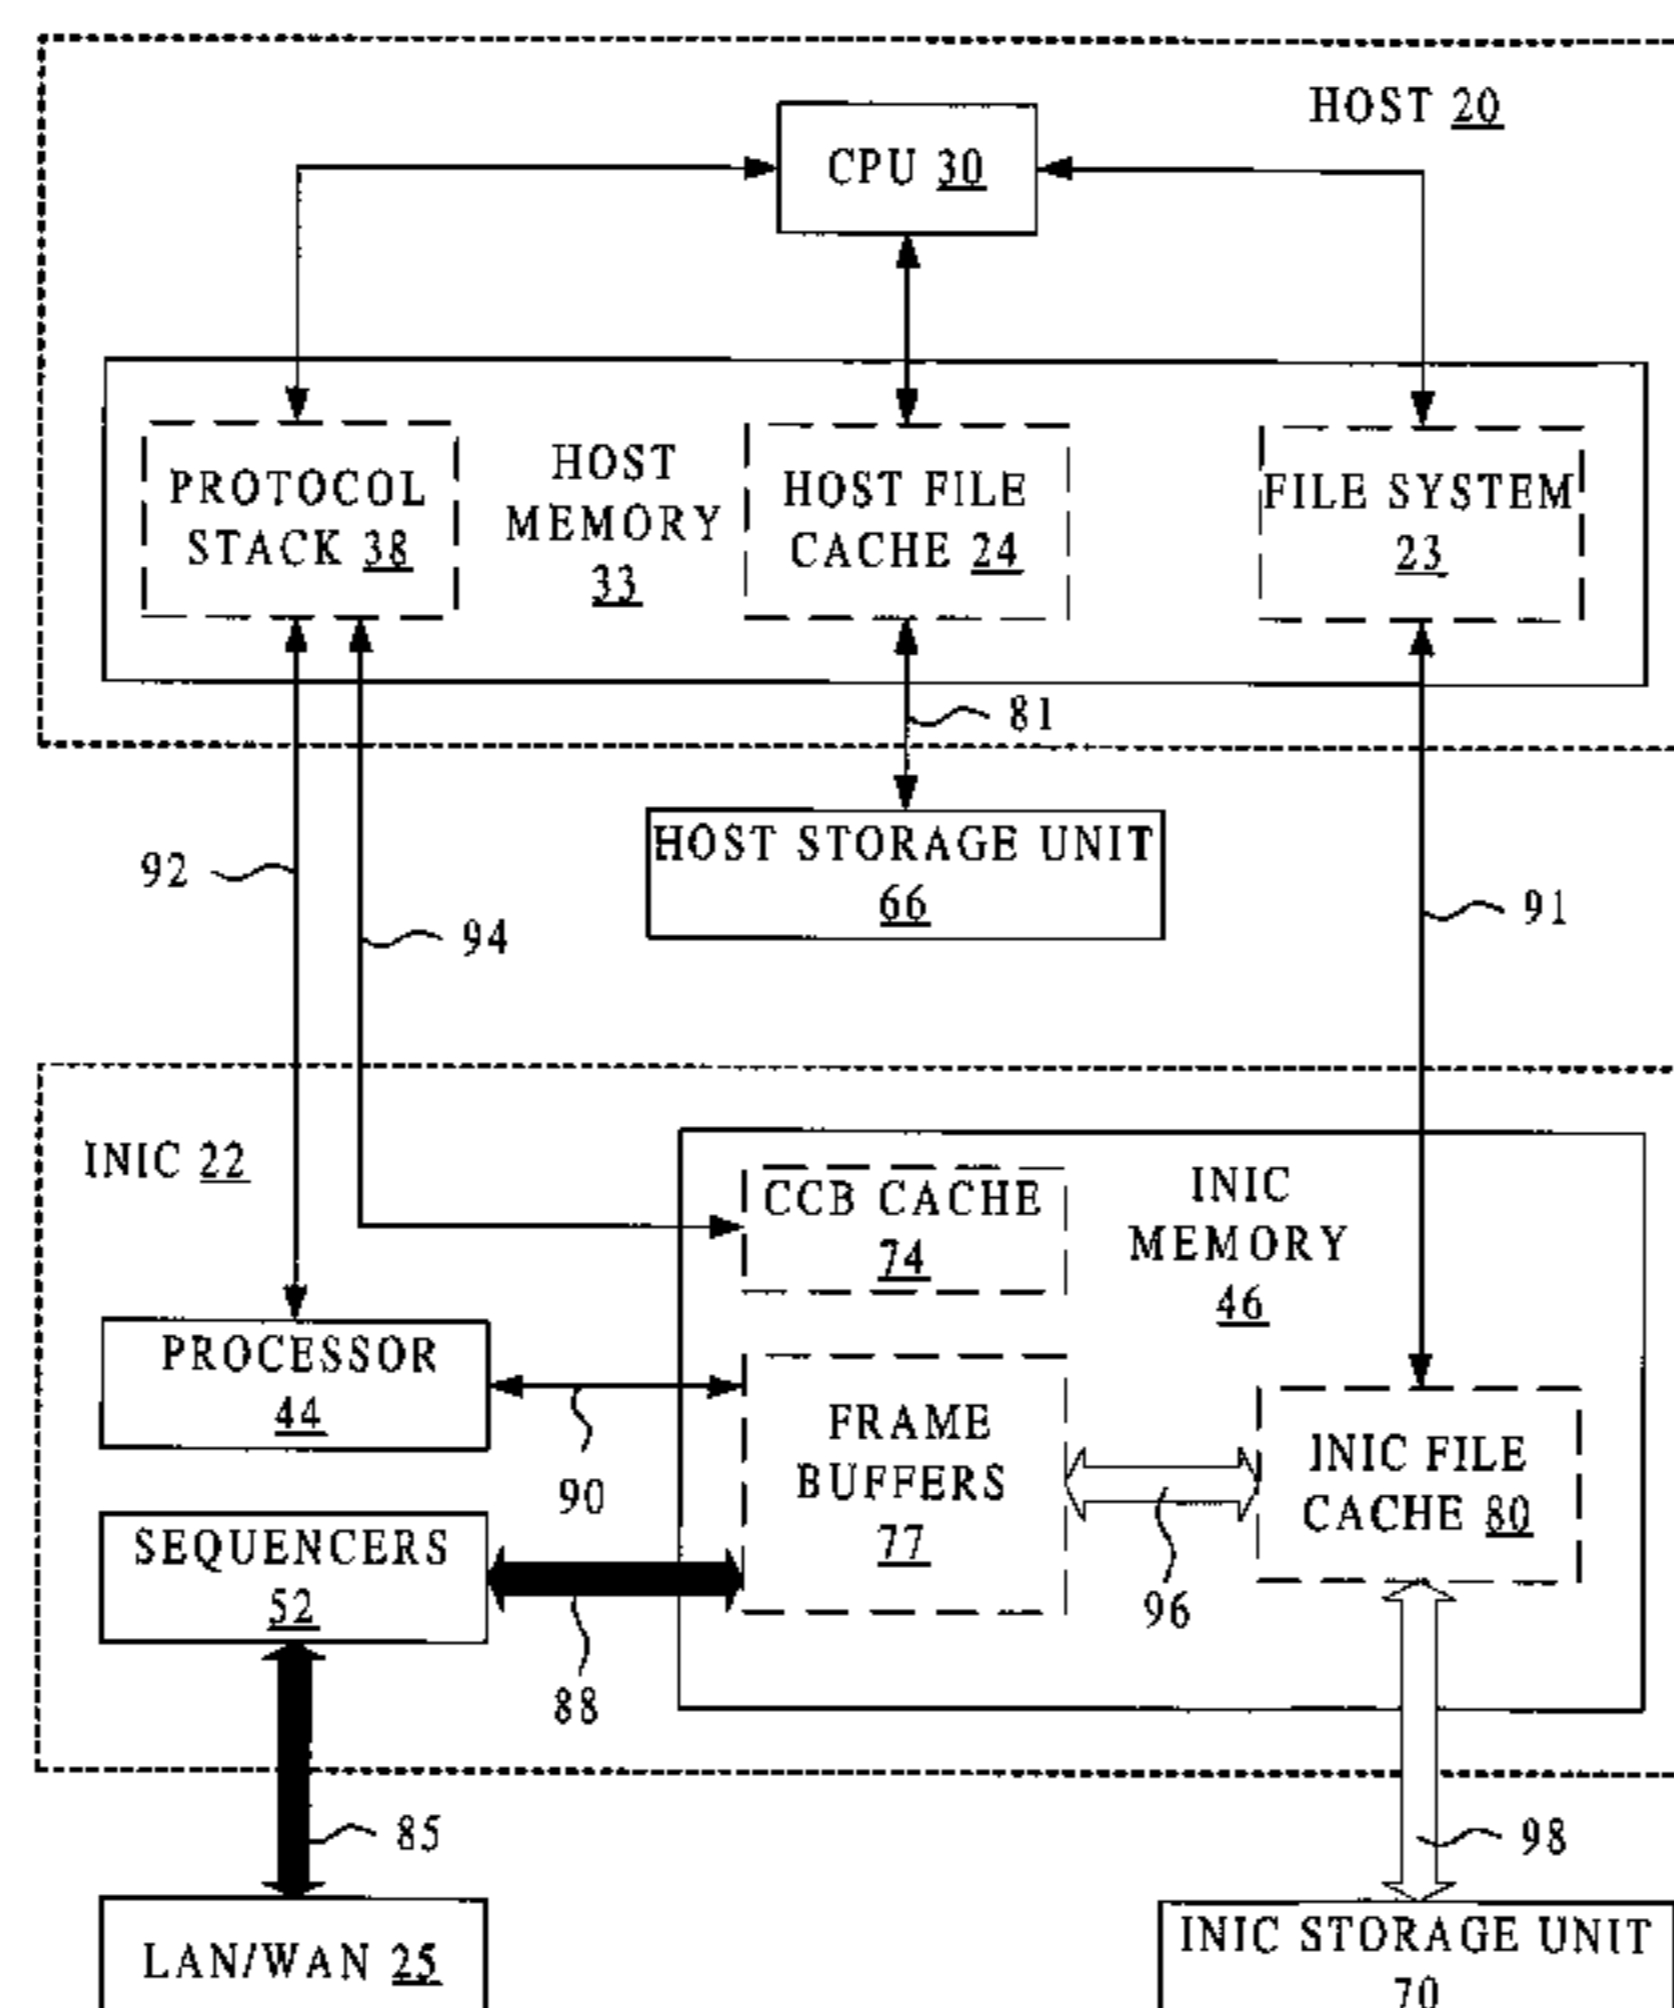 HOST 20
CPU 30
PROTOCOL
STACK 38
HOST
MEMORY
33
HOST FILE
CACHE 24
FILE SYSTEM
23
81
HOST STORAGE UNIT
66
92
94
91
INIC 22
CCB CACHE
74
INIC
MEMORY
46
PROCESSOR
44
90
FRAME
BUFFERS
77
INIC FILE
CACHE 80
96
SEQUENCERS
52
88
85
98
LAN/WAN 25
INIC STORAGE UNIT
70